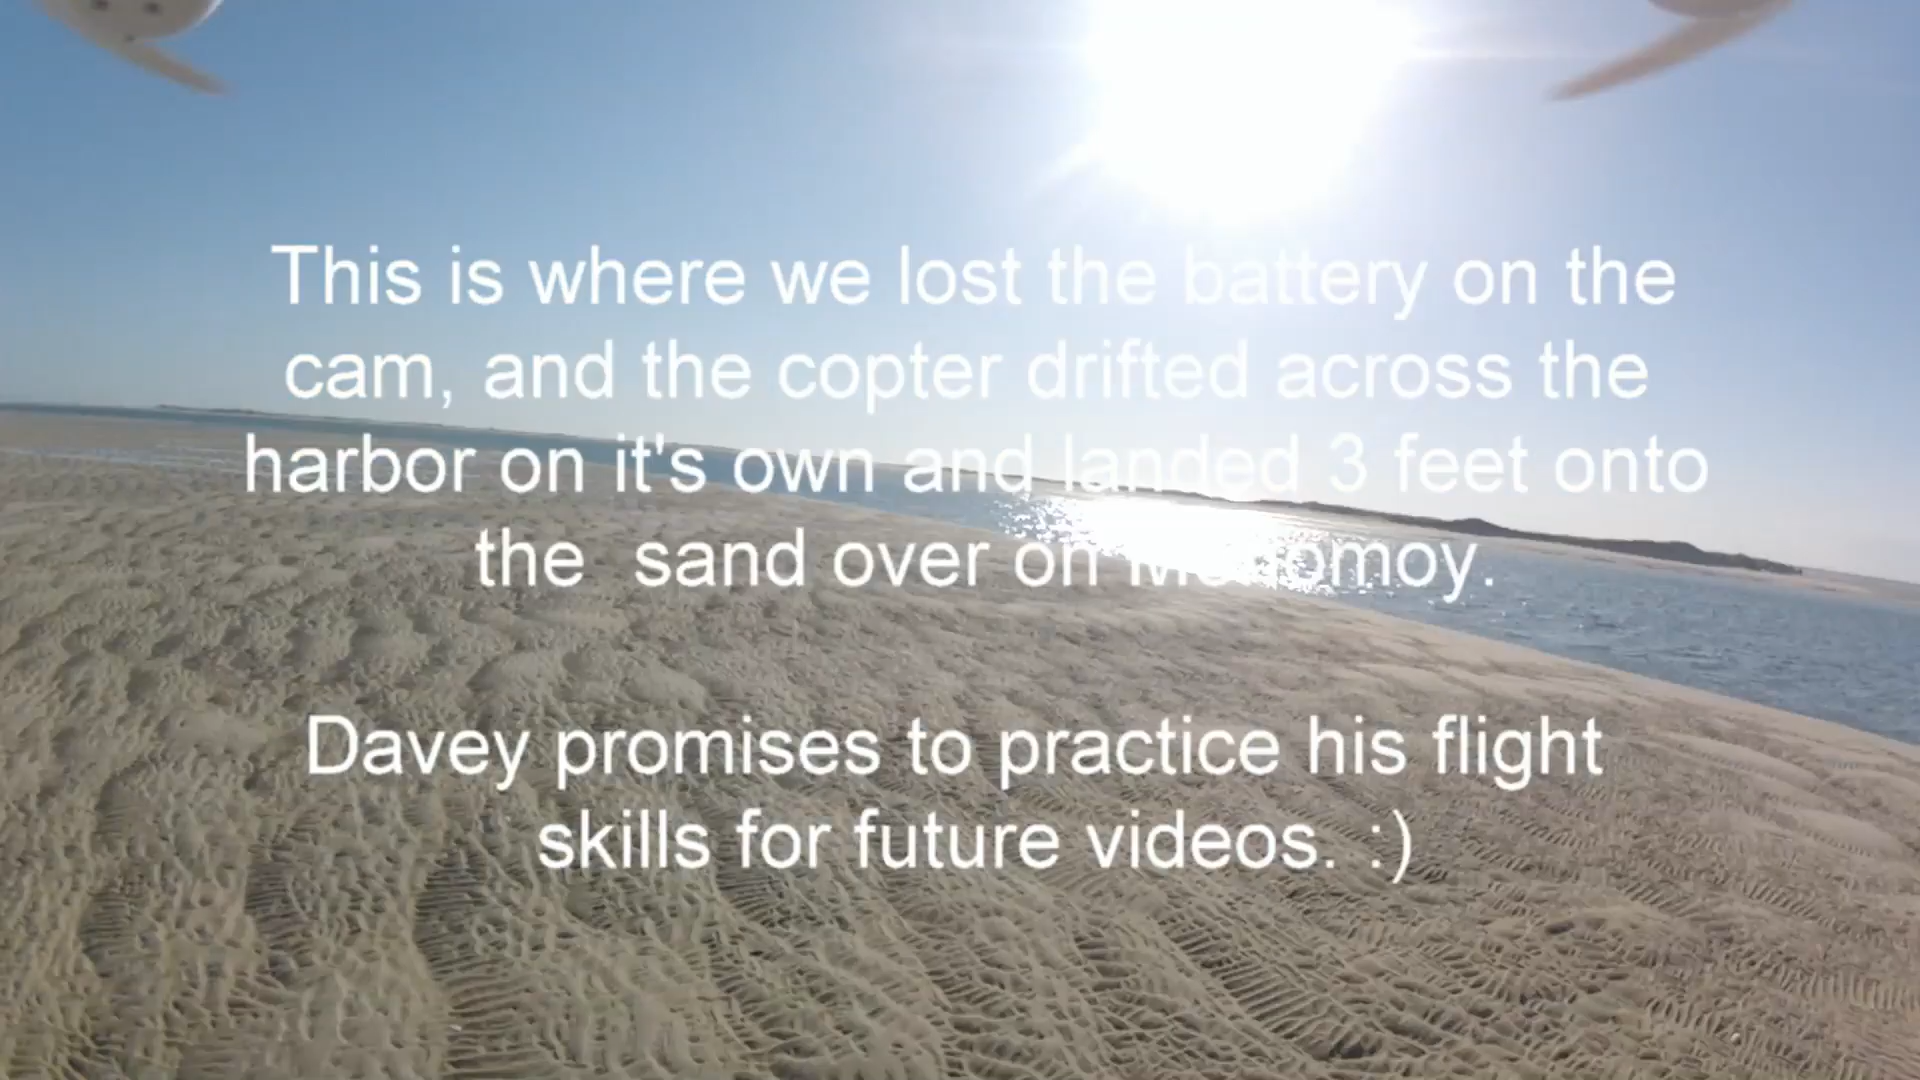 This is where we lost the battery on the
cam, and the copter drifted across the
harbor on it's own and landed 3 feet onto
the  sand over on Monomoy.
Davey promises to practice his flight
skills for future videos. :)